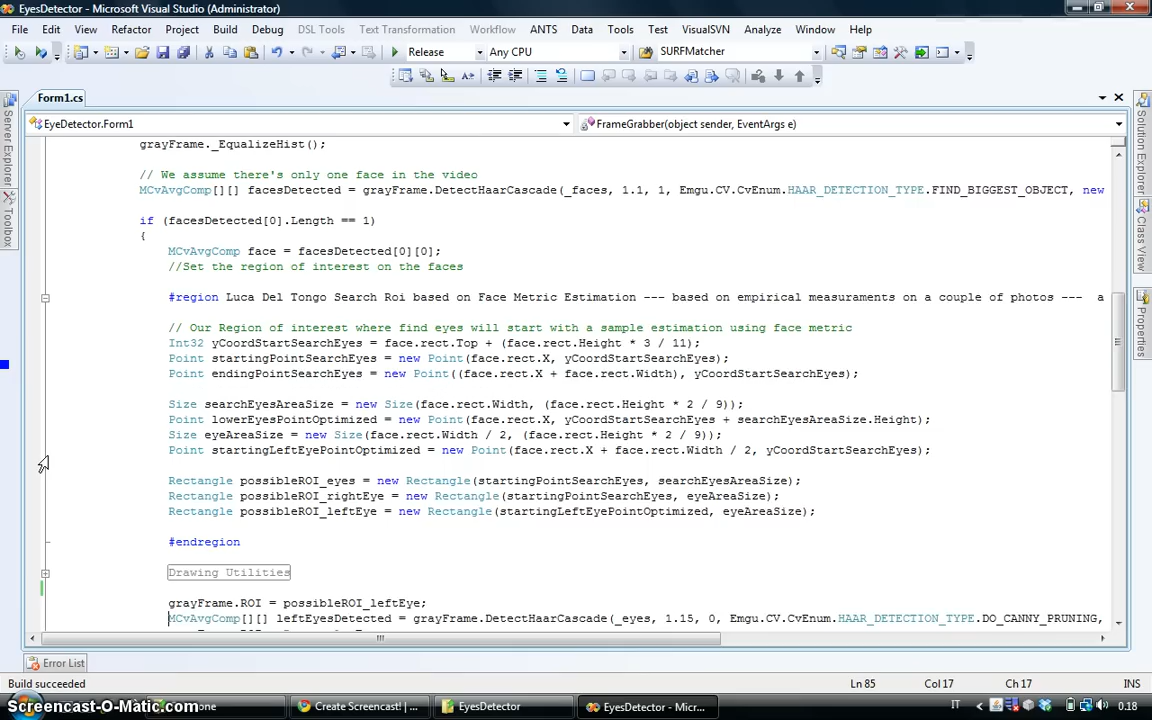 EyesDetector - Microsoft Visual Studio (Administrator)
File Edit View Refactor Project Build Debug DSL Tools Text Transformation Workflow ANTS Data Tools Test VisualSVN Analyze Window Help
Release Any CPU SURFMatcher
Form1.cs
EyeDetector.Form1 FrameGrabber(object sender, EventArgs e)
Server Explorer
Toolbox
Solution Explorer
Class View
Properties
grayFrame._EqualizeHist();
// We assume there's only one face in the video
MCvAvgComp[][] facesDetected = grayFrame.DetectHaarCascade(_faces, 1.1, 1, Emgu.CV.CvEnum.HAAR_DETECTION_TYPE.FIND_BIGGEST_OBJECT, new
if (facesDetected[0].Length == 1)
{
MCvAvgComp face = facesDetected[0][0];
//Set the region of interest on the faces
#region Luca Del Tongo Search Roi based on Face Metric Estimation --- based on empirical measuraments on a couple of photos --- a
// Our Region of interest where find eyes will start with a sample estimation using face metric
Int32 yCoordStartSearchEyes = face.rect.Top + (face.rect.Height * 3 / 11);
Point startingPointSearchEyes = new Point(face.rect.X, yCoordStartSearchEyes);
Point endingPointSearchEyes = new Point((face.rect.X + face.rect.Width), yCoordStartSearchEyes);
Size searchEyesAreaSize = new Size(face.rect.Width, (face.rect.Height * 2 / 9));
Point lowerEyesPointOptimized = new Point(face.rect.X, yCoordStartSearchEyes + searchEyesAreaSize.Height);
Size eyeAreaSize = new Size(face.rect.Width / 2, (face.rect.Height * 2 / 9));
Point startingLeftEyePointOptimized = new Point(face.rect.X + face.rect.Width / 2, yCoordStartSearchEyes);
Rectangle possibleROI_eyes = new Rectangle(startingPointSearchEyes, searchEyesAreaSize);
Rectangle possibleROI_rightEye = new Rectangle(startingPointSearchEyes, eyeAreaSize);
Rectangle possibleROI_leftEye = new Rectangle(startingLeftEyePointOptimized, eyeAreaSize);
#endregion
Drawing Utilities
grayFrame.ROI = possibleROI_leftEye;
MCvAvgComp[][] leftEyesDetected = grayFrame.DetectHaarCascade(_eyes, 1.15, 0, Emgu.CV.CvEnum.HAAR_DETECTION_TYPE.DO_CANNY_PRUNING,
Error List
Build succeeded Ln 85 Col 17 Ch 17 INS
Screencast-O-Matic.com Create Screencast! | ... EyesDetector EyesDetector - Micr... IT 0.18